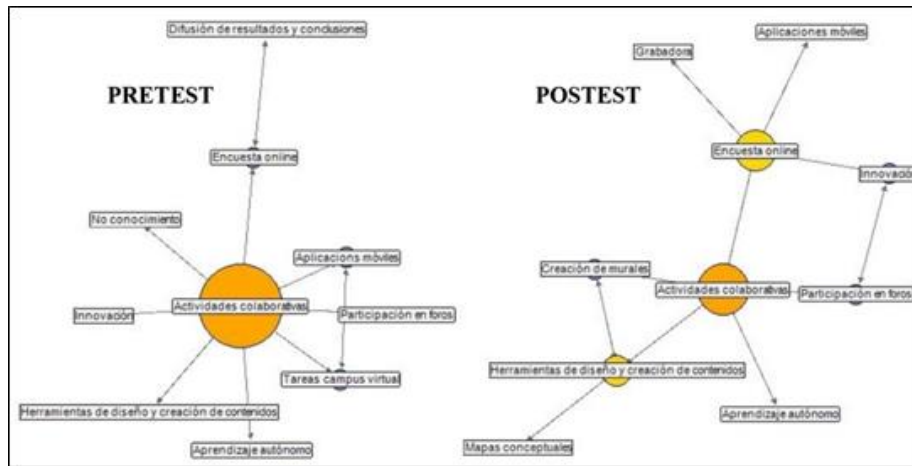 Difusión de resultados y conclusiones
PRETEST
Encuesta online
No conocimiento
Aplicacions móviles
Actividades colaborativas
Innovación
Participación en foros
Tareas campus virtual
Herramientas de diseño y creación de contenidos
Aprendizaje autónomo
Aplicaciones móviles
Grabadora
POSTEST
Encuesta online
Innovación
Creación de murales
Actividades colaborativas
Participación en foros
Herramientas de diseño y creación de contenidos
Aprendizaje autónomo
Mapas conceptuales